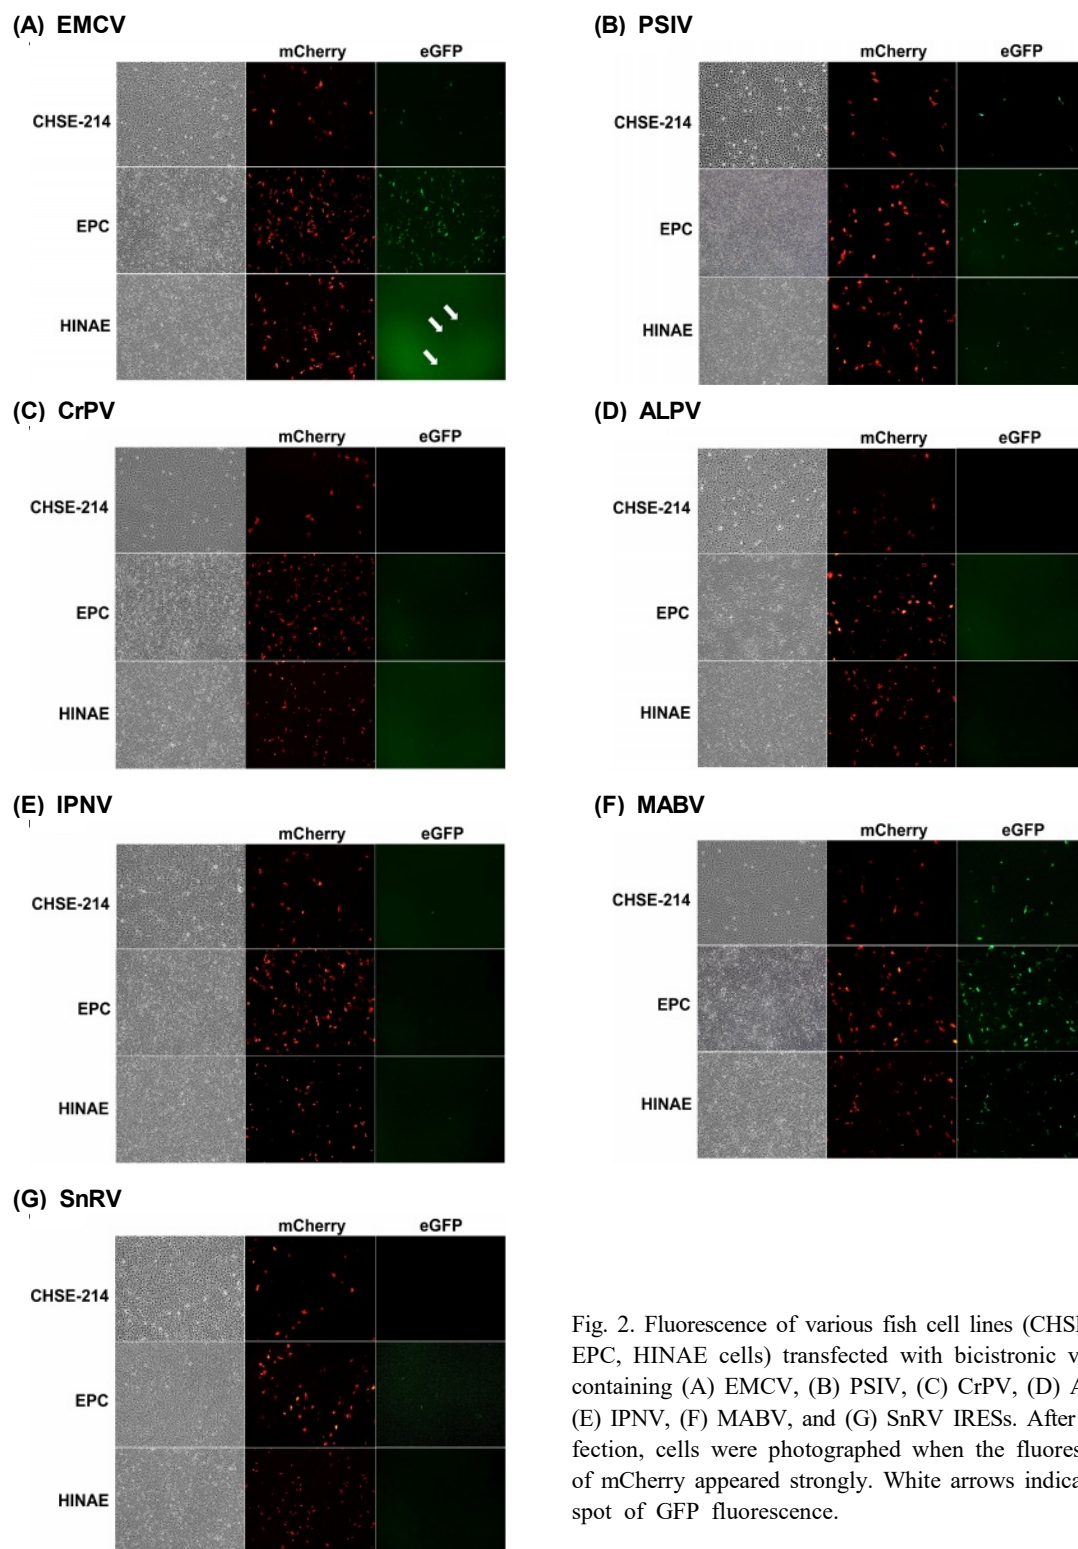 (A) EMCV
mCherry eGFP
CHSE-214
EPC
HINAE
(B) PSIV
mCherry eGFP
CHSE-214
EPC
HINAE
(C) CrPV
mCherry eGFP
CHSE-214
EPC
HINAE
(D) ALPV
mCherry eGFP
CHSE-214
EPC
HINAE
(E) IPNV
mCherry eGFP
CHSE-214
EPC
HINAE
(F) MABV
mCherry eGFP
CHSE-214
EPC
HINAE
(G) SnRV
mCherry eGFP
CHSE-214
EPC
HINAE
Fig. 2. Fluorescence of various fish cell lines
EPC, HINAE cells) transfected with bicistronic
containing (A) EMCV, (B) PSIV, (C) CrPV, (D)
(E) IPNV, (F) MABV, and (G) SnRV IRESs. After
fection, cells were photographed when the
of mCherry appeared strongly. White arrows
spot of GFP fluorescence.